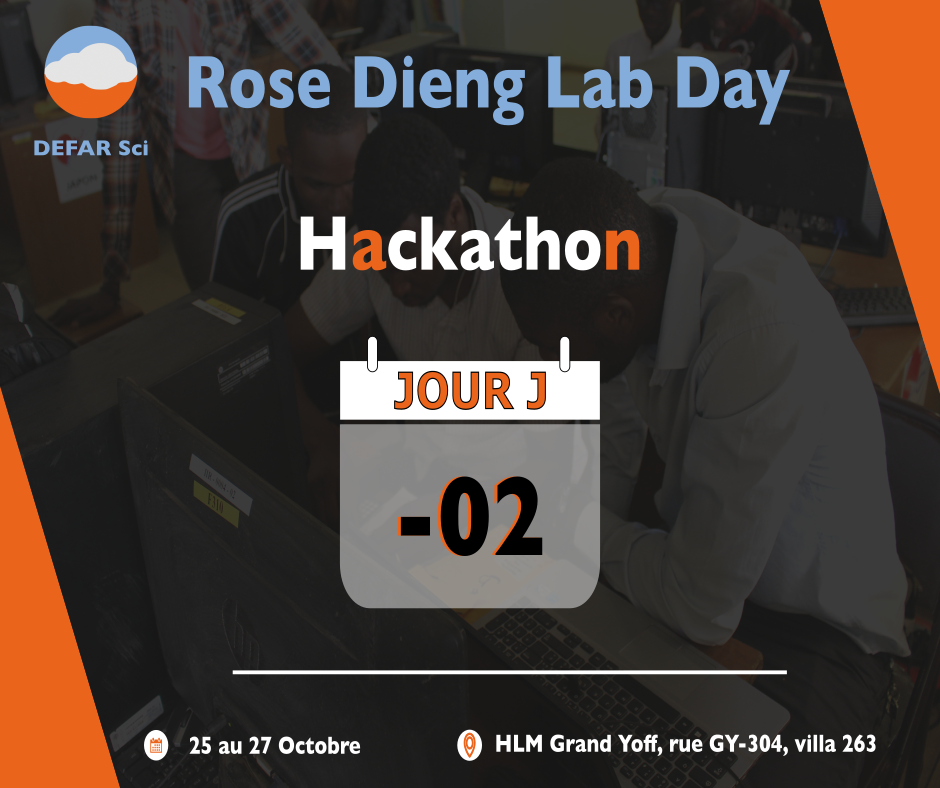 Rose Dieng Lab Day
DEFAR Sci
Hackathon
JOUR J
-02
25 au 27 Octobre
HLM Grand Yoff, rue GY-304, villa 263